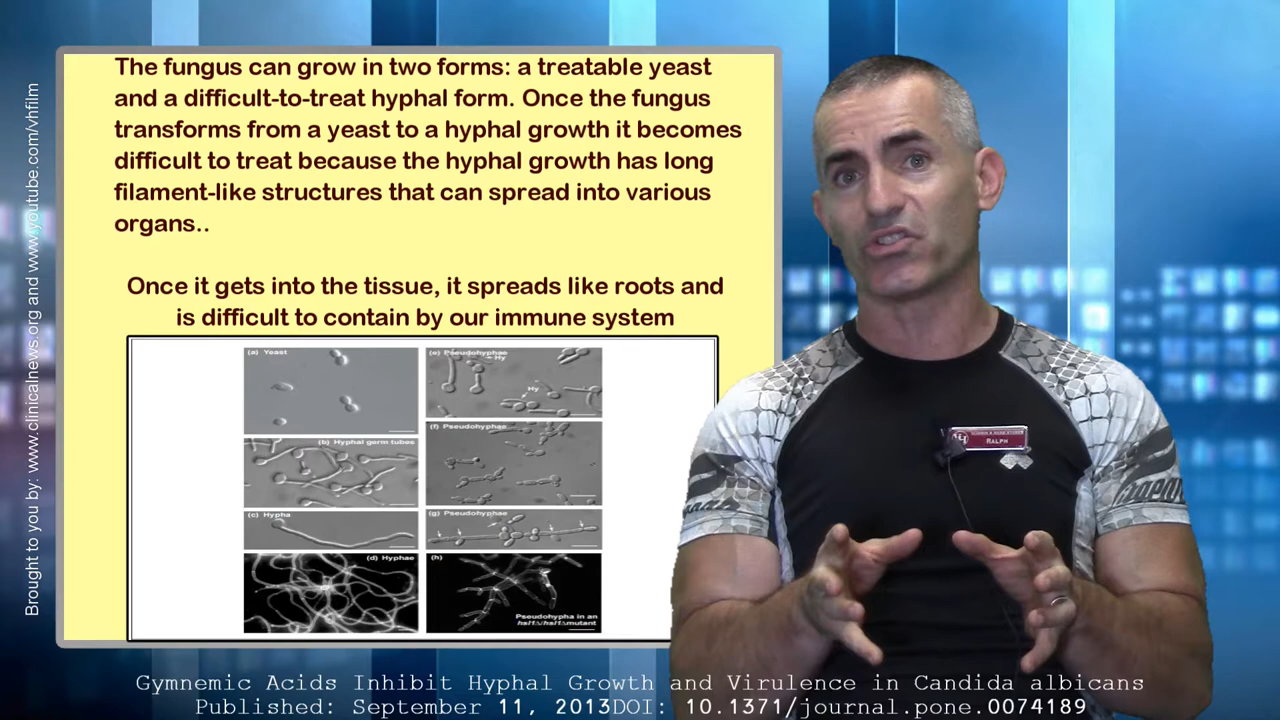 The fungus can grow in two forms: a treatable yeast
and a difficult-to-treat hyphal form. Once the fungus
transforms from a yeast to a hyphal growth it becomes
difficult to treat because the hyphal growth has long
filament-like structures that can spread into various
organs..
Once it gets into the tissue, it spreads like roots and
is difficult to contain by our immune system
(a) Yeast
(e) Pseudohyphae
Hy
Hy
(b) Hyphal germ tubes
(f) Pseudohyphae
(c) Hypha
(g) Pseudohyphae
(d) Hyphae
(h)
Pseudohypha in an
mutant
RALPH
Brought to you by: www.clinicalnews.org and www.youtube.com/vhfilm
Gymnemic Acids Inhibit Hyphal Growth and Virulence in Candida albicans
Published: September 11, 2013DOI: 10.1371/journal.pone.0074189